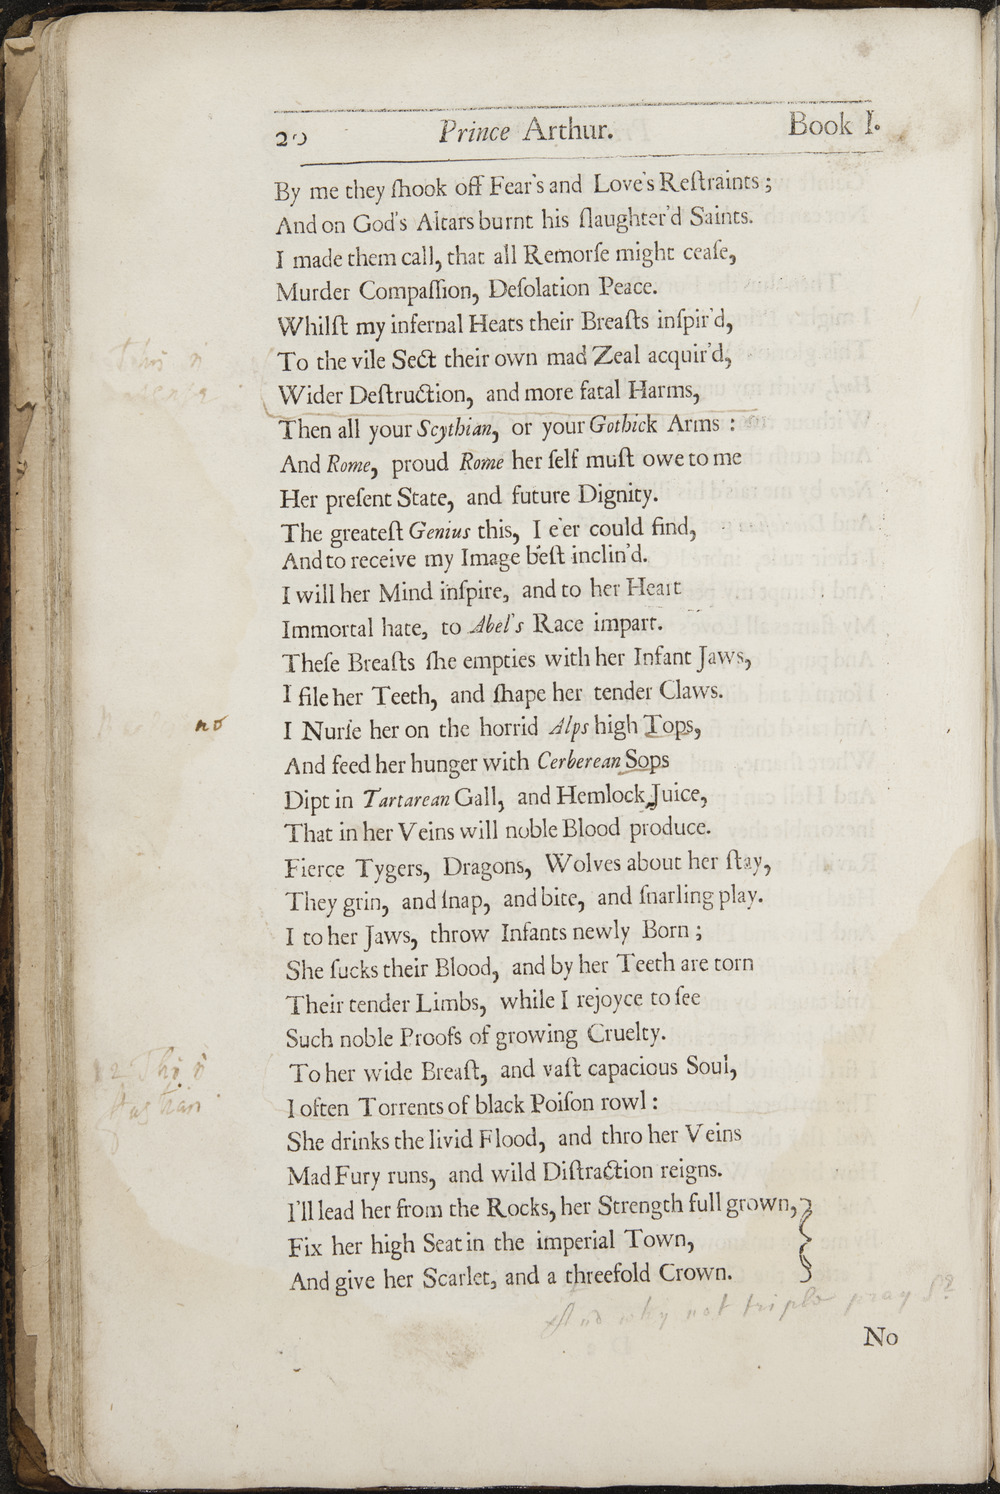 20 Prince Arthur. Book I.
By me they ſhook off Fear's and Love's Reſtraints;
And on God's Altars burnt his ſlaughter'd Saints.
I made them call, that all Remorſe might ceaſe,
Murder Compaſſion, Deſolation Peace.
Whilſt my infernal Heats their Breaſts inſpir'd,
To the vile Sect their own mad Zeal acquir'd,
Wider Deſtruction, and more fatal Harms,
Then all your Scythian, or your Gothick Arms :
And Rome, proud Rome her ſelf muſt owe to me
Her preſent State, and future Dignity.
The greateſt Genius this, I e'er could find,
And to receive my Image beſt inclin'd.
I will her Mind inſpire, and to her Heart
Immortal hate, to Abel's Race impart.
Theſe Breaſts ſhe empties with her Infant Jaws,
I file her Teeth, and ſhape her tender Claws.
no
I Nurſe her on the horrid Alps high Tops,
And feed her hunger with Cerberean Sops
Dipt in Tartarean Gall, and Hemlock Juice,
That in her Veins will noble Blood produce.
Fierce Tygers, Dragons, Wolves about her ſtay,
They grin, and ſnap, and bite, and ſnarling play.
I to her Jaws, throw Infants newly Born ;
She ſucks their Blood, and by her Teeth are torn
Their tender Limbs, while I rejoyce to ſee
Such noble Proofs of growing Cruelty.
To her wide Breaſt, and vaſt capacious Soul,
I often Torrents of black Poiſon rowl :
She drinks the livid Flood, and thro her Veins
Mad Fury runs, and wild Diſtraction reigns.
I'll lead her from the Rocks, her Strength full grown,
Fix her high Seat in the imperial Town,
And give her Scarlet, and a threefold Crown.
And why not triple pray Sr?
No